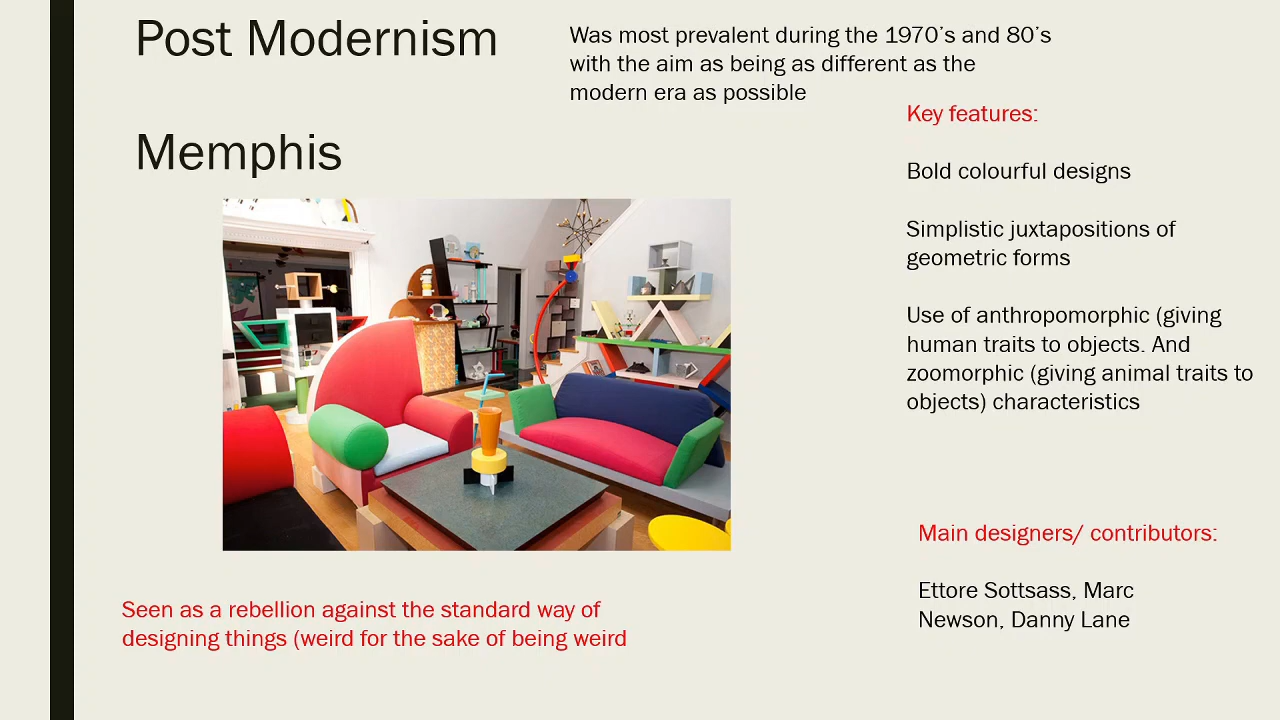 Post Modernism
Was most prevalent during the 1970's and 80's
with the aim as being as different as the
modern era as possible
Memphis
Key features:
Bold colourful designs
Simplistic juxtapositions of
geometric forms
Use of anthropomorphic (giving
human traits to objects. And
zoomorphic (giving animal traits to
objects) characteristics
Main designers/ contributors:
Ettore Sottsass, Marc
Newson, Danny Lane
Seen as a rebellion against the standard way of
designing things (weird for the sake of being weird